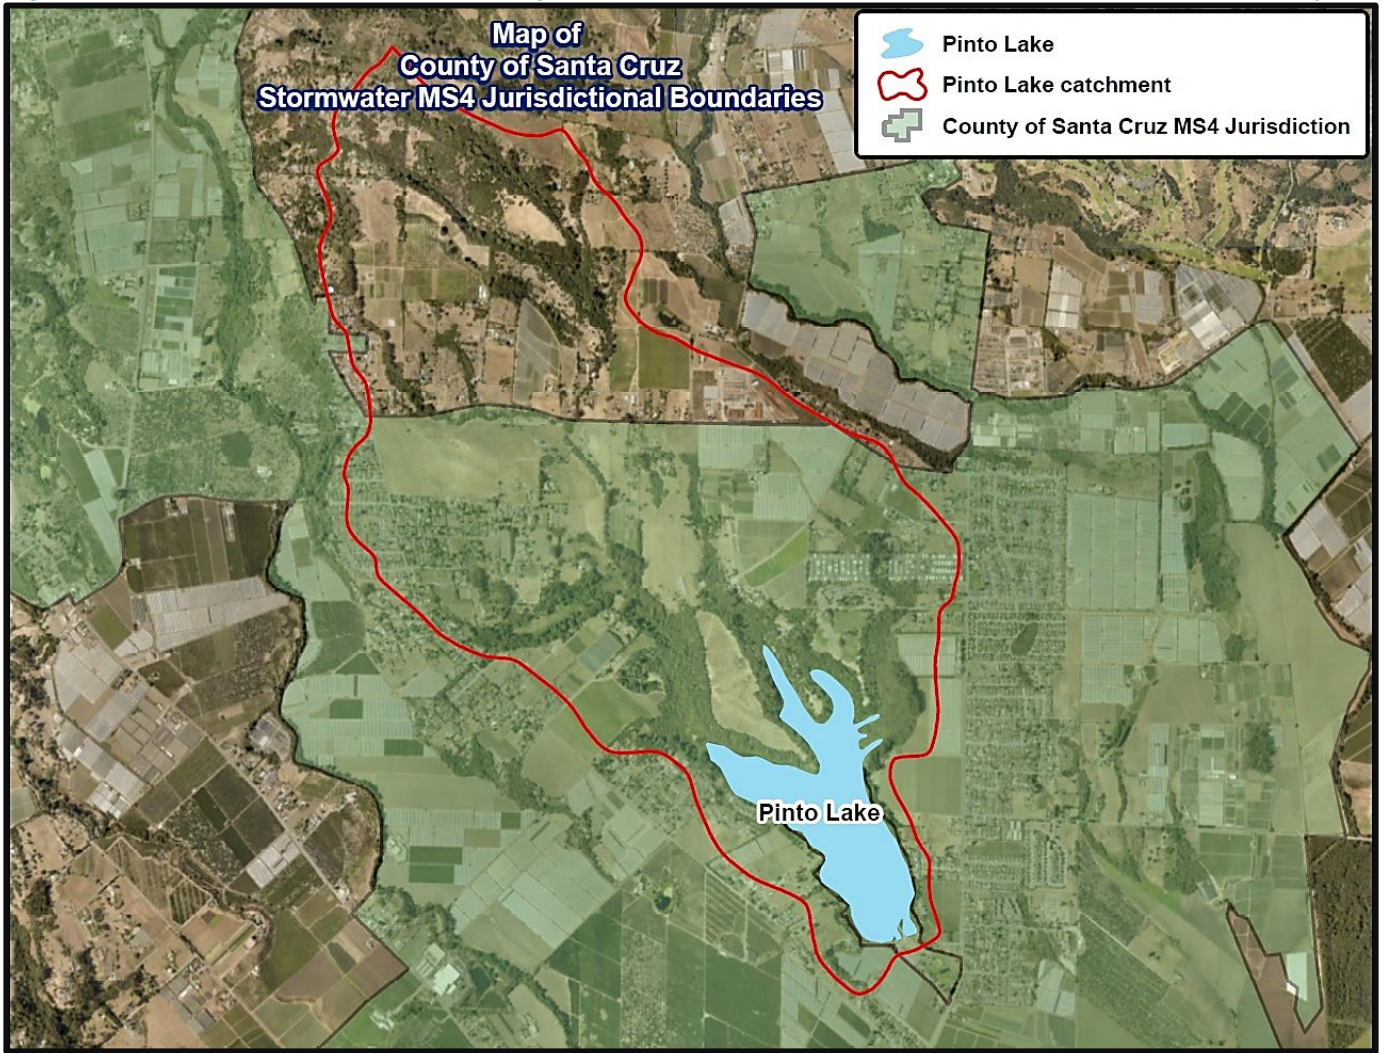 Map of
County of Santa Cruz
Stormwater MS4 Jurisdictional Boundaries
Pinto Lake
Pinto Lake catchment
County of Santa Cruz MS4 Jurisdiction
Pinto Lake